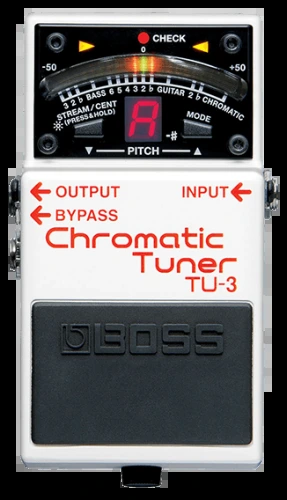 CHECK
-50 0 +50
3 2 ♭ BASS 6 5 4 3 2 ♭ GUITAR 2 ♭ CHROMATIC
STREAM/CENT
※(PRESS&HOLD)
A
-#
MODE
▼ PITCH ▲
← OUTPUT INPUT ←
← BYPASS
Chromatic
Tuner
TU-3
BOSS